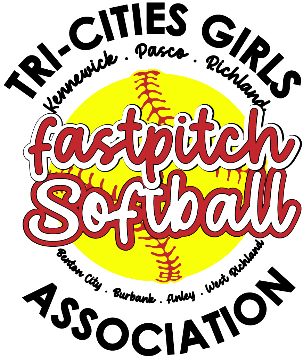 TRI-CITIES GIRLS
Kennewick . Pasco . Richland
fastpitch
Softball
Benton City . Burbank . Finley . West Richland
ASSOCIATION